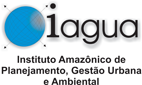 iagua
Instituto Amazônico de
Planejamento, Gestão Urbana
e Ambiental